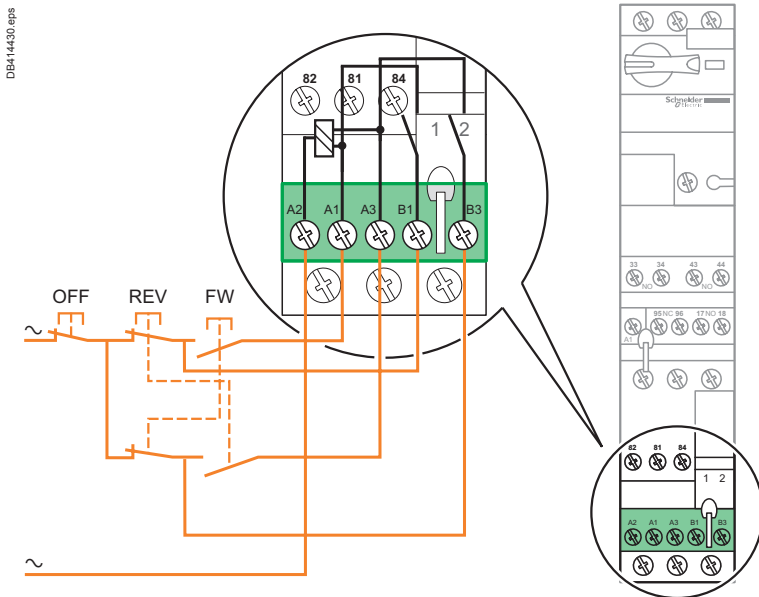 DB414430.eps
82 81 84
1 2
A2 A1 A3 B1 B3
OFF REV FW
~
~
Schneider Electric
33 34 43 44
NO NO
95 NC 96 17 NO 18
A1
82 81 84
1 2
A2 A1 A3 B1 B3